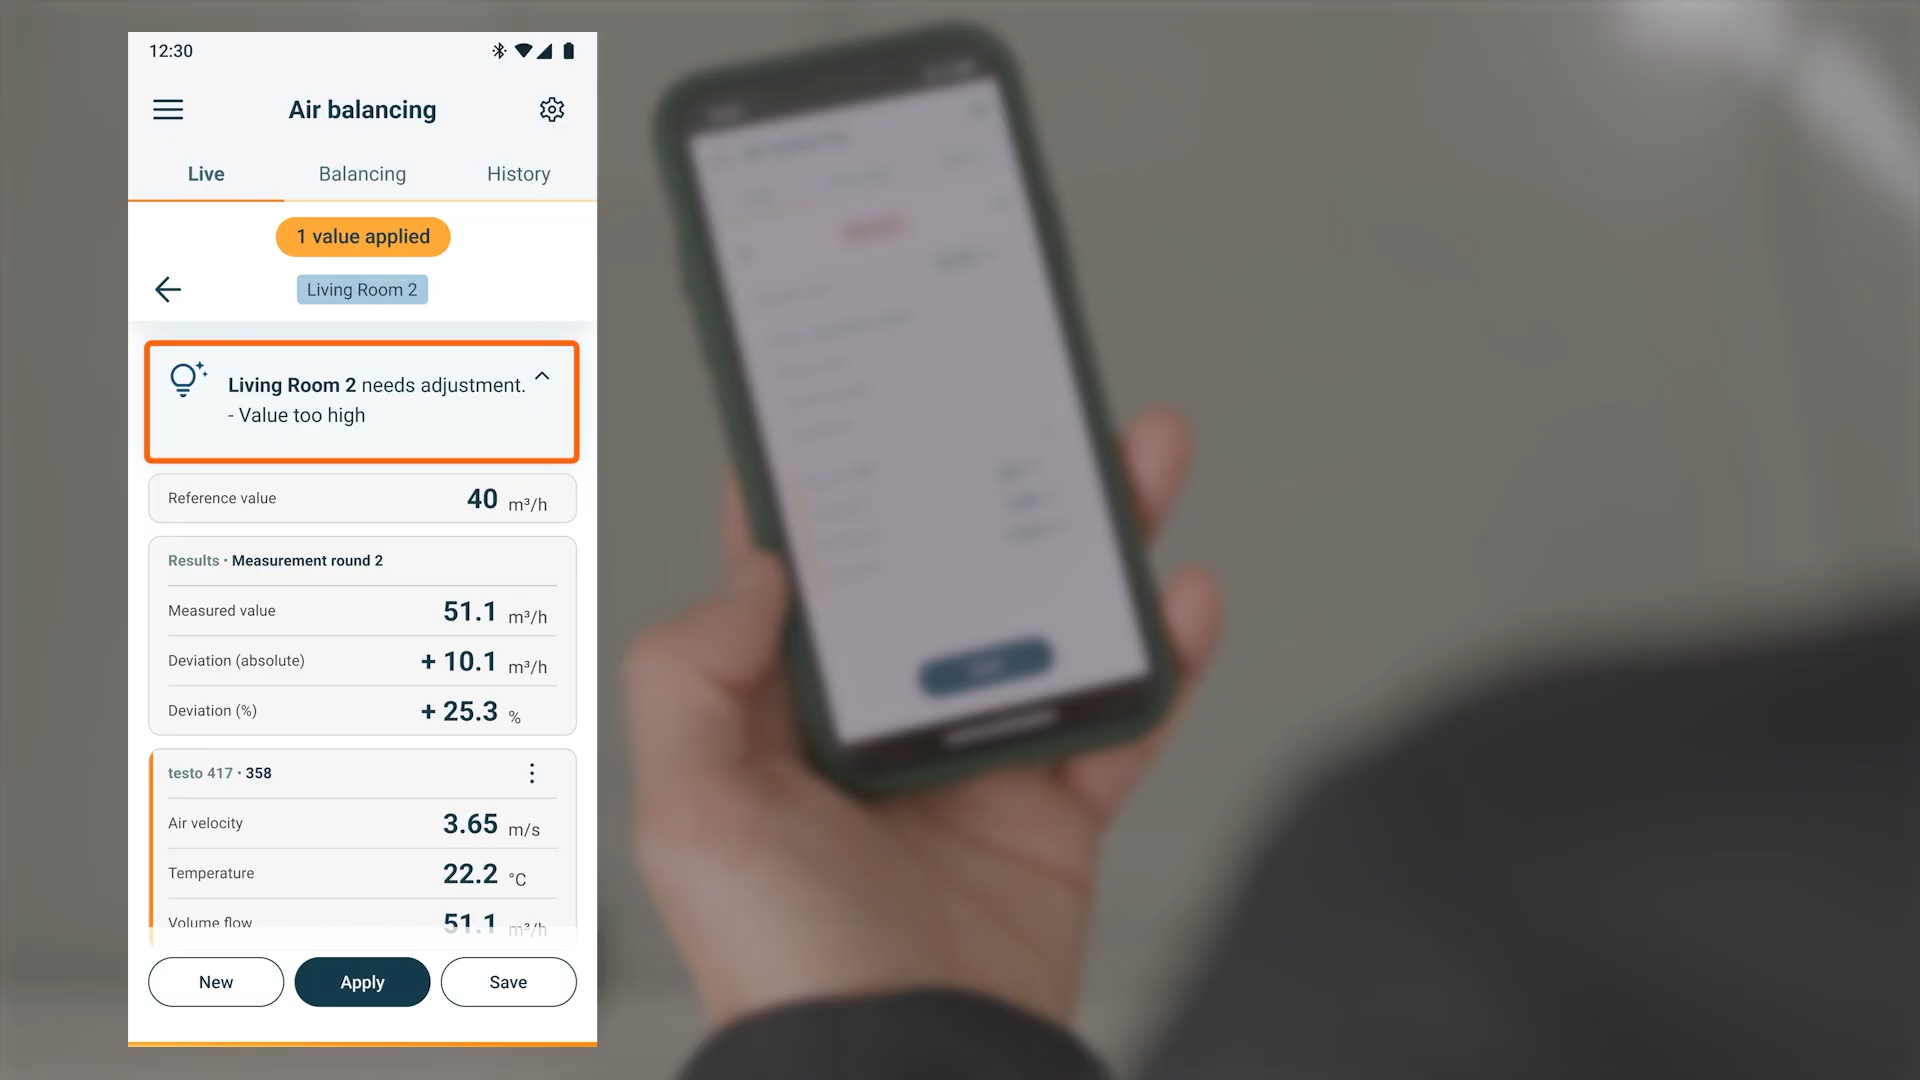 12:30
Air balancing
Live Balancing History
1 value applied
Living Room 2
Living Room 2 needs adjustment.
- Value too high
Reference value 40 m³/h
Results • Measurement round 2
Measured value 51.1 m³/h
Deviation (absolute) + 10.1 m³/h
Deviation (%) + 25.3 %
testo 417 • 358
Air velocity 3.65 m/s
Temperature 22.2 °C
Volume flow 51.1 m³/h
New Apply Save